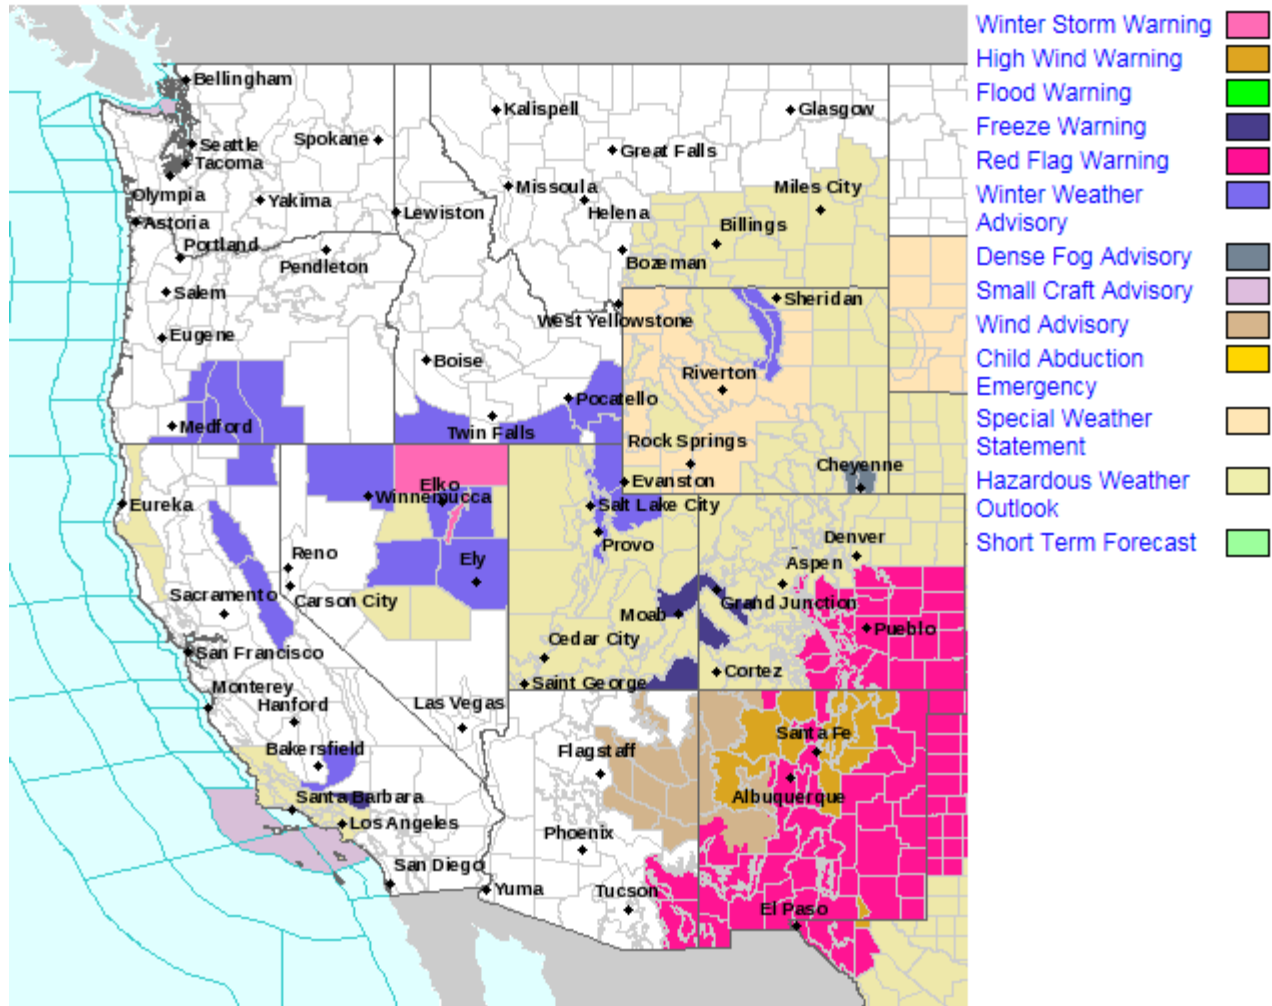 Bellingham
Kalispell
Glasgow
Spokane
Seattle
Great Falls
Tacoma
Olympia
Missoula
Miles City
Yakima
Helena
Lewiston
Astoria
Billings
Portland
Pendleton
Bozeman
Salem
Sheridan
West Yellowstone
Eugene
Boise
Riverton
Pocatello
Medford
Twin Falls
Rock Springs
Cheyenne
Elko
Evanston
Winnemucca
Eureka
Salt Lake City
Provo
Denver
Reno
Ely
Aspen
Sacramento
Carson City
Grand Junction
Moab
Pueblo
Cedar City
San Francisco
Cortez
Saint George
Monterey
Hanford
Las Vegas
Santa Fe
Bakersfield
Flagstaff
Santa Barbara
Albuquerque
Los Angeles
Phoenix
San Diego
Yuma
Tucson
El Paso
Winter Storm Warning
High Wind Warning
Flood Warning
Freeze Warning
Red Flag Warning
Winter Weather
Advisory
Dense Fog Advisory
Small Craft Advisory
Wind Advisory
Child Abduction
Emergency
Special Weather
Statement
Hazardous Weather
Outlook
Short Term Forecast